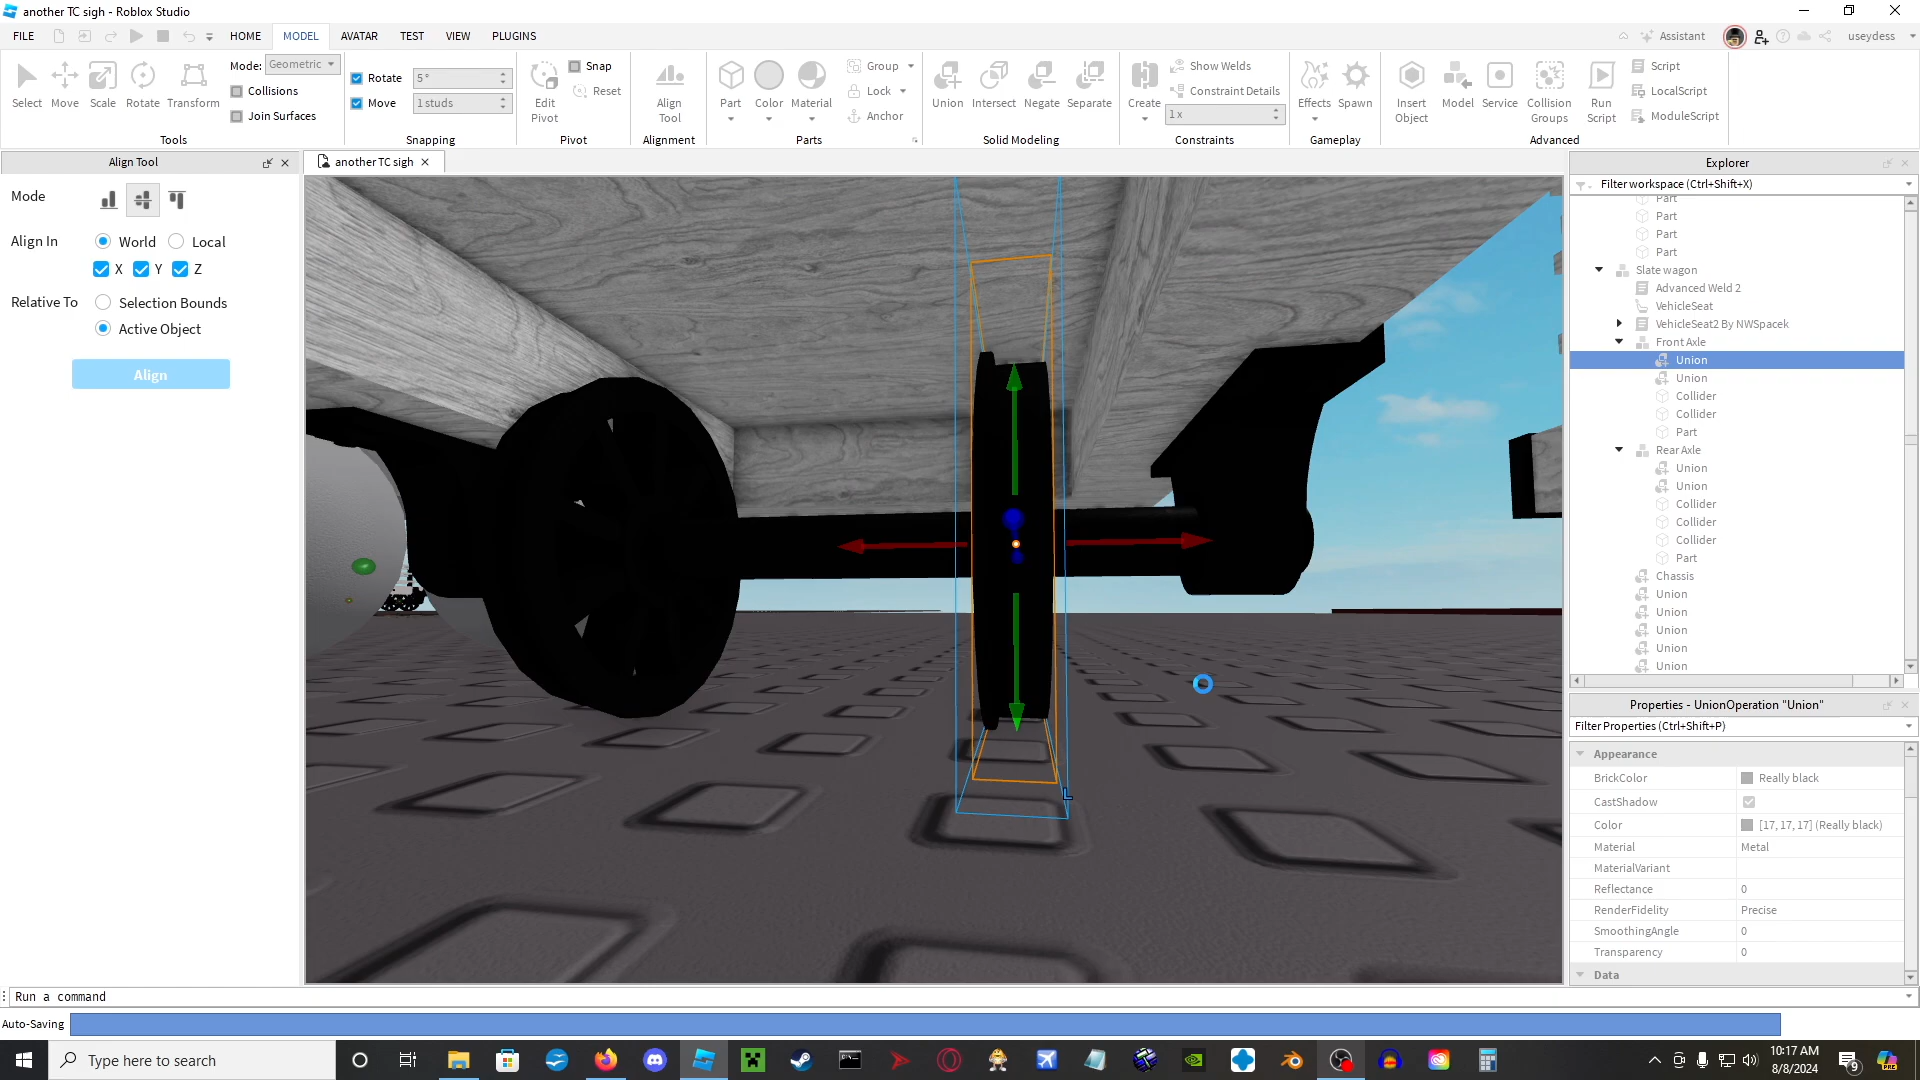 another TC sigh - Roblox Studio
FILE HOME MODEL AVATAR TEST VIEW PLUGINS Assistant useydess
Select Move Scale Rotate Transform
Mode: Geometric
Collisions
Join Surfaces
Tools
Rotate 5 °
Move 1 studs
Snapping
Edit Pivot
Snap
Reset
Pivot
Align Tool
Alignment
Part Color Material
Group
Lock
Anchor
Parts
Union Intersect Negate Separate
Solid Modeling
Create
Show Welds
Constraint Details
1 x
Constraints
Effects Spawn
Gameplay
Insert Object
Model Service
Collision Groups
Run Script
Script
LocalScript
ModuleScript
Advanced
Align Tool
Mode
Align In World Local
X Y Z
Relative To Selection Bounds
Active Object
Align
another TC sigh
L
Explorer
Filter workspace (Ctrl+Shift+X)
Part
Part
Part
Part
Slate wagon
Advanced Weld 2
VehicleSeat
VehicleSeat2 By NWSpacek
Front Axle
Union
Union
Collider
Collider
Part
Rear Axle
Union
Union
Collider
Collider
Collider
Part
Chassis
Union
Union
Union
Union
Union
Properties - UnionOperation "Union"
Filter Properties (Ctrl+Shift+P)
Appearance
BrickColor Really black
CastShadow
Color [17, 17, 17] (Really black)
Material Metal
MaterialVariant
Reflectance 0
RenderFidelity Precise
SmoothingAngle 0
Transparency 0
Data
Run a command
Auto-Saving
Type here to search
10:17 AM
8/8/2024
9
PRE